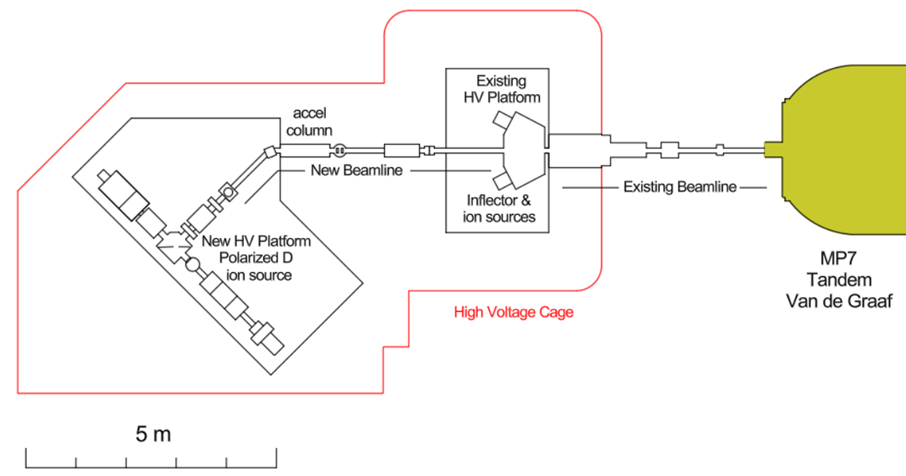 Existing
HV Platform
accel
column
New Beamline
Existing Beamline
Inflector &
ion sources
New HV Platform
Polarized D
ion source
MP7
Tandem
Van de Graaf
High Voltage Cage
5 m